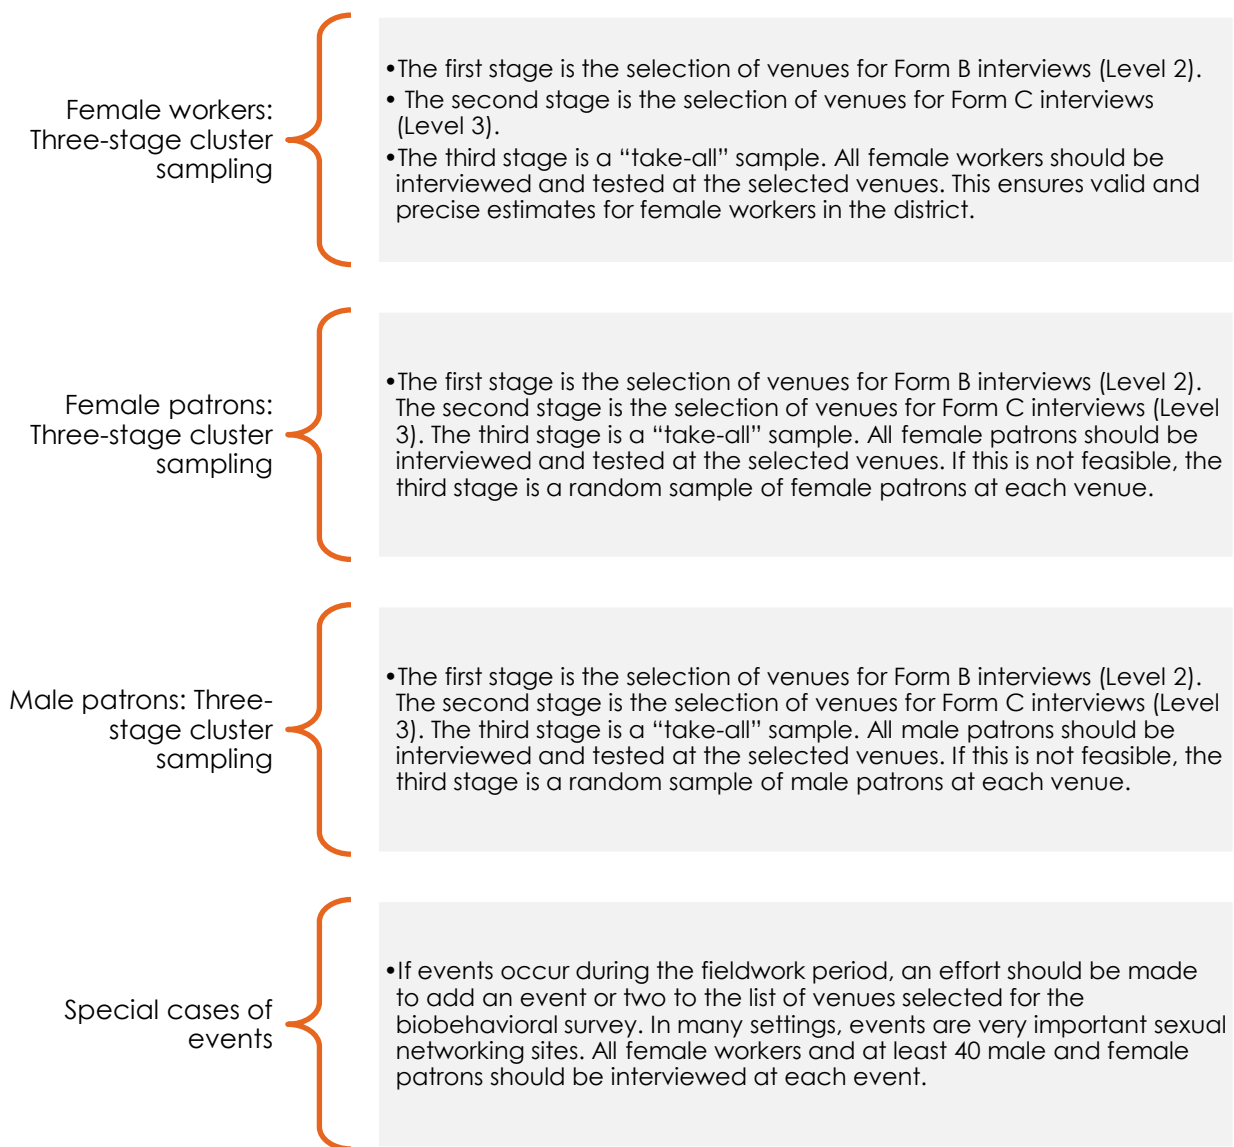 Female workers:
Three-stage cluster
sampling
•The first stage is the selection of venues for Form B interviews (Level 2).
• The second stage is the selection of venues for Form C interviews
(Level 3).
•The third stage is a “take-all” sample. All female workers should be
interviewed and tested at the selected venues. This ensures valid and
precise estimates for female workers in the district.
Female patrons:
Three-stage cluster
sampling
•The first stage is the selection of venues for Form B interviews (Level 2).
The second stage is the selection of venues for Form C interviews (Level
3). The third stage is a “take-all” sample. All female patrons should be
interviewed and tested at the selected venues. If this is not feasible, the
third stage is a random sample of female patrons at each venue.
Male patrons: Three-
stage cluster
sampling
•The first stage is the selection of venues for Form B interviews (Level 2).
The second stage is the selection of venues for Form C interviews (Level
3). The third stage is a “take-all” sample. All male patrons should be
interviewed and tested at the selected venues. If this is not feasible, the
third stage is a random sample of male patrons at each venue.
Special cases of
events
•If events occur during the fieldwork period, an effort should be made
to add an event or two to the list of venues selected for the
biobehavioral survey. In many settings, events are very important sexual
networking sites. All female workers and at least 40 male and female
patrons should be interviewed at each event.